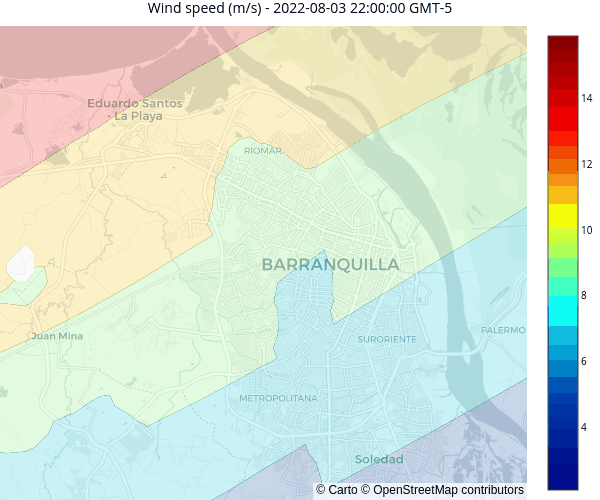 Wind speed (m/s) - 2022-08-03 22:00:00 GMT-5
Eduardo Santos
- La Playa
RIOMAR
BARRANQUILLA
Juan Mina
SURORIENTE
PALERMO
METROPOLITANA
Soledad
© Carto © OpenStreetMap contributors
14
12
10
8
6
4